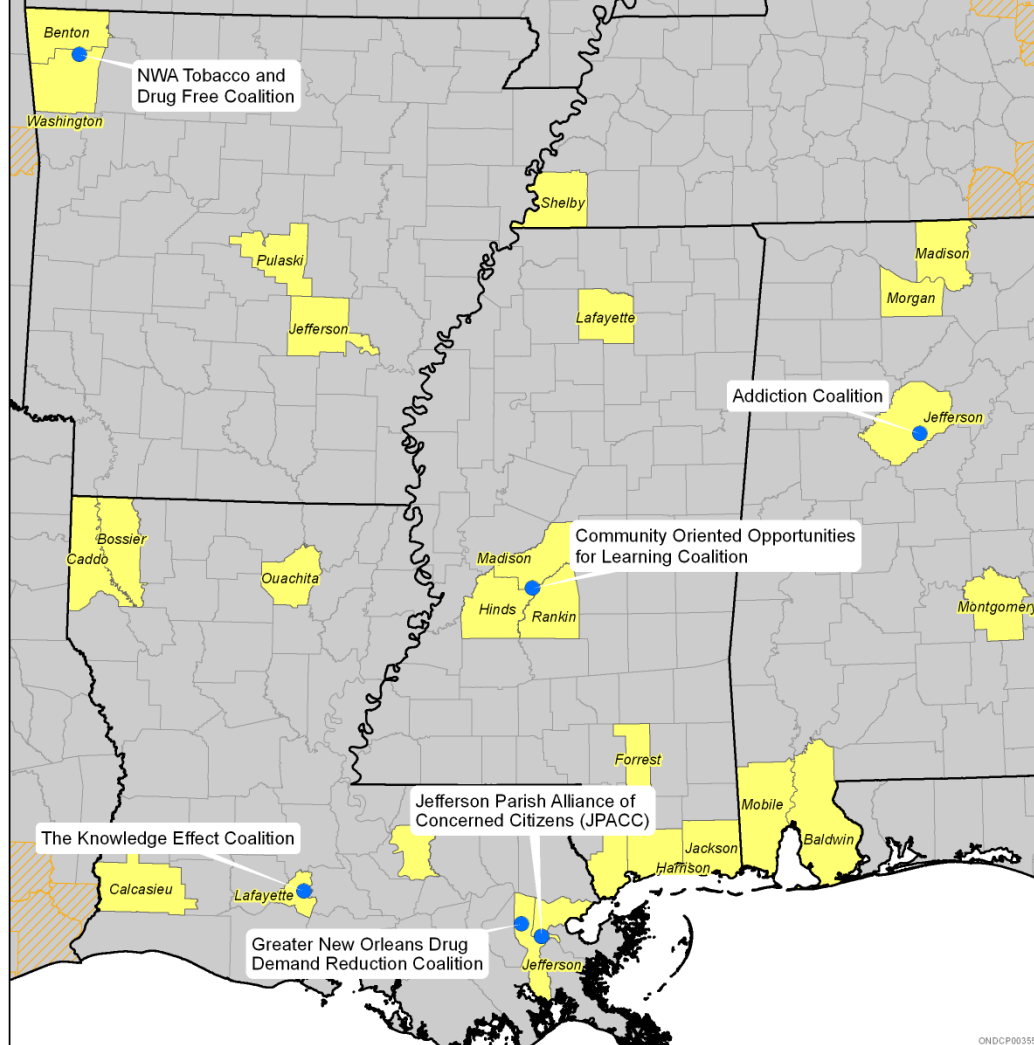 Benton
NWA Tobacco and
Drug Free Coalition
Washington
Shelby
Pulaski
Madison
Morgan
Lafayette
Jefferson
Addiction Coalition
Jefferson
Bossier
Caddo
Ouachita
Community Oriented Opportunities
for Learning Coalition
Madison
Hinds
Rankin
Montgomery
Forrest
Jefferson Parish Alliance of
Concerned Citizens (JPACC)
Mobile
Baldwin
The Knowledge Effect Coalition
Jackson
Harrison
Calcasieu
Lafayette
Greater New Orleans Drug
Demand Reduction Coalition
Jefferson